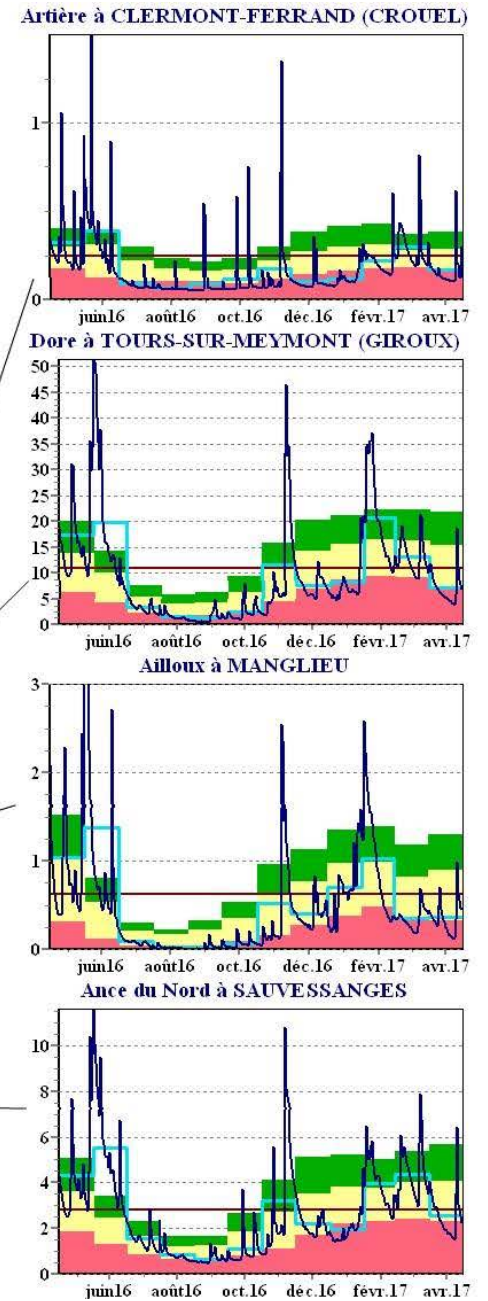 Artière à CLERMONT-FERRAND (CROUEL)
1
0
juin16 août16 oct.16 déc.16 févr.17 avr.17
Dore à TOURS-SUR-MEYMONT (GIROUX)
50
45
40
35
30
25
20
15
10
5
0
juin16 août16 oct.16 déc.16 févr.17 avr.17
Ailloux à MANGLIEU
3
2
1
0
juin16 août16 oct.16 déc.16 févr.17 avr.17
Ance du Nord à SAUVESSANGES
10
8
6
4
2
0
juin16 août16 oct.16 déc.16 févr.17 avr.17